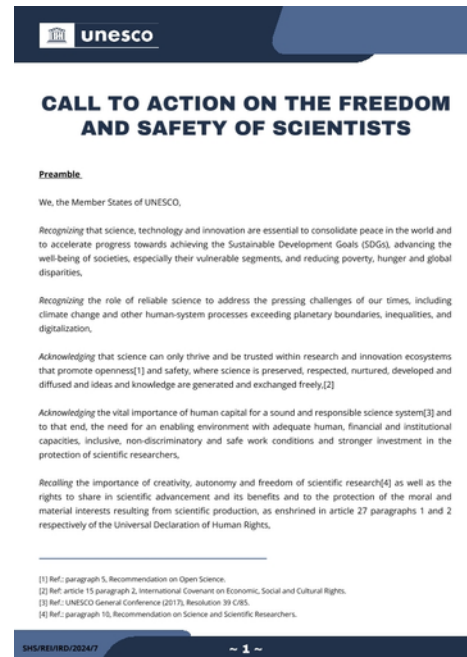 unesco
CALL TO ACTION ON THE FREEDOM
AND SAFETY OF SCIENTISTS
Preamble
We, the Member States of UNESCO,
Recognizing that science, technology and innovation are essential to consolidate peace in the world and
to accelerate progress towards achieving the Sustainable Development Goals (SDGs), advancing the
well-being of societies, especially their vulnerable segments, and reducing poverty, hunger and global
disparities,
Recognizing the role of reliable science to address the pressing challenges of our times, including
climate change and other human-system processes exceeding planetary boundaries, inequalities, and
digitalization,
Acknowledging that science can only thrive and be trusted within research and innovation ecosystems
that promote openness[1] and safety, where science is preserved, respected, nurtured, developed and
diffused and ideas and knowledge are generated and exchanged freely,[2]
Acknowledging the vital importance of human capital for a sound and responsible science system[3] and
to that end, the need for an enabling environment with adequate human, financial and institutional
capacities, inclusive, non-discriminatory and safe work conditions and stronger investment in the
protection of scientific researchers,
Recalling the importance of creativity, autonomy and freedom of scientific research[4] as well as the
rights to share in scientific advancement and its benefits and to the protection of the moral and
material interests resulting from scientific production, as enshrined in article 27 paragraphs 1 and 2
respectively of the Universal Declaration of Human Rights,
[1] Ref.: paragraph 5, Recommendation on Open Science.
[2] Ref: article 15 paragraph 2, International Covenant on Economic, Social and Cultural Rights.
[3] Ref.: UNESCO General Conference (2017), Resolution 39 C/85.
[4] Ref.: paragraph 10, Recommendation on Science and Scientific Researchers.
SHS/REI/IRD/2024/7
~ 1 ~